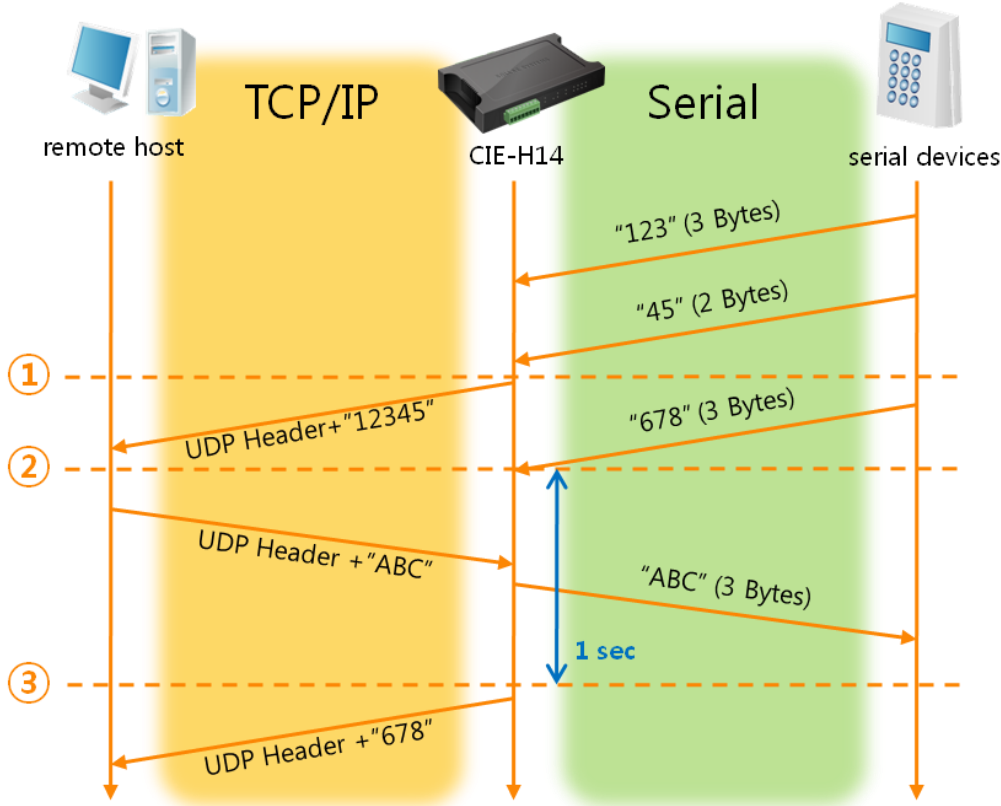 TCP/IP
Serial
remote host
CIE-H14
serial devices
“123” (3 Bytes)
“45” (2 Bytes)
①
UDP Header+“12345”
“678” (3 Bytes)
②
UDP Header +“ABC”
“ABC” (3 Bytes)
1 sec
③
UDP Header +“678”